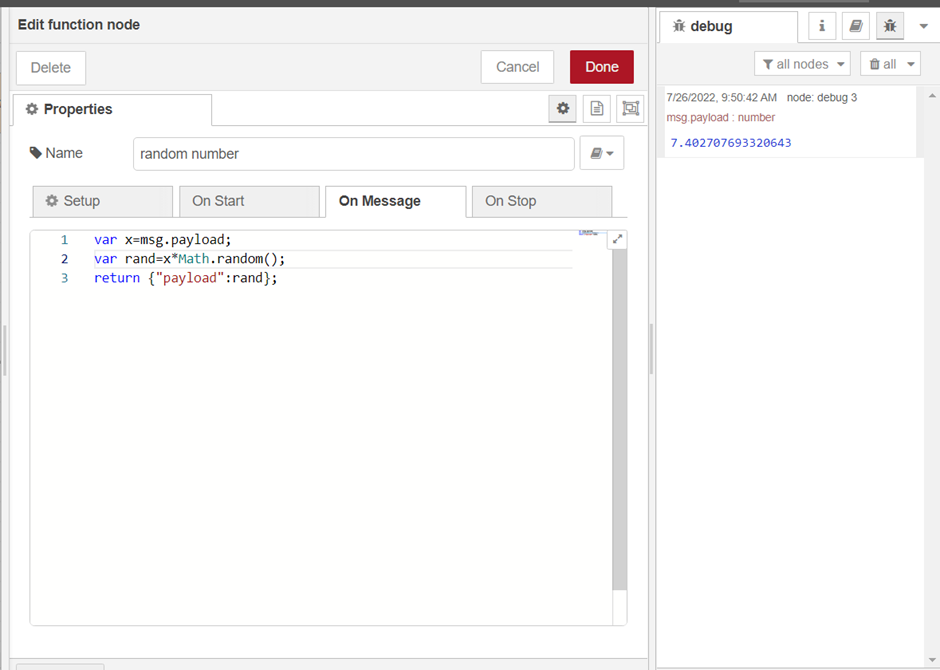 Edit function node
debug
i
Delete
Cancel
Done
all nodes
all
Properties
7/26/2022, 9:50:42 AM node: debug 3
msg.payload : number
7.402707693320643
Name
random number
Setup
On Start
On Message
On Stop
1 var x=msg.payload;
2 var rand=x*Math.random();
3 return {"payload":rand};